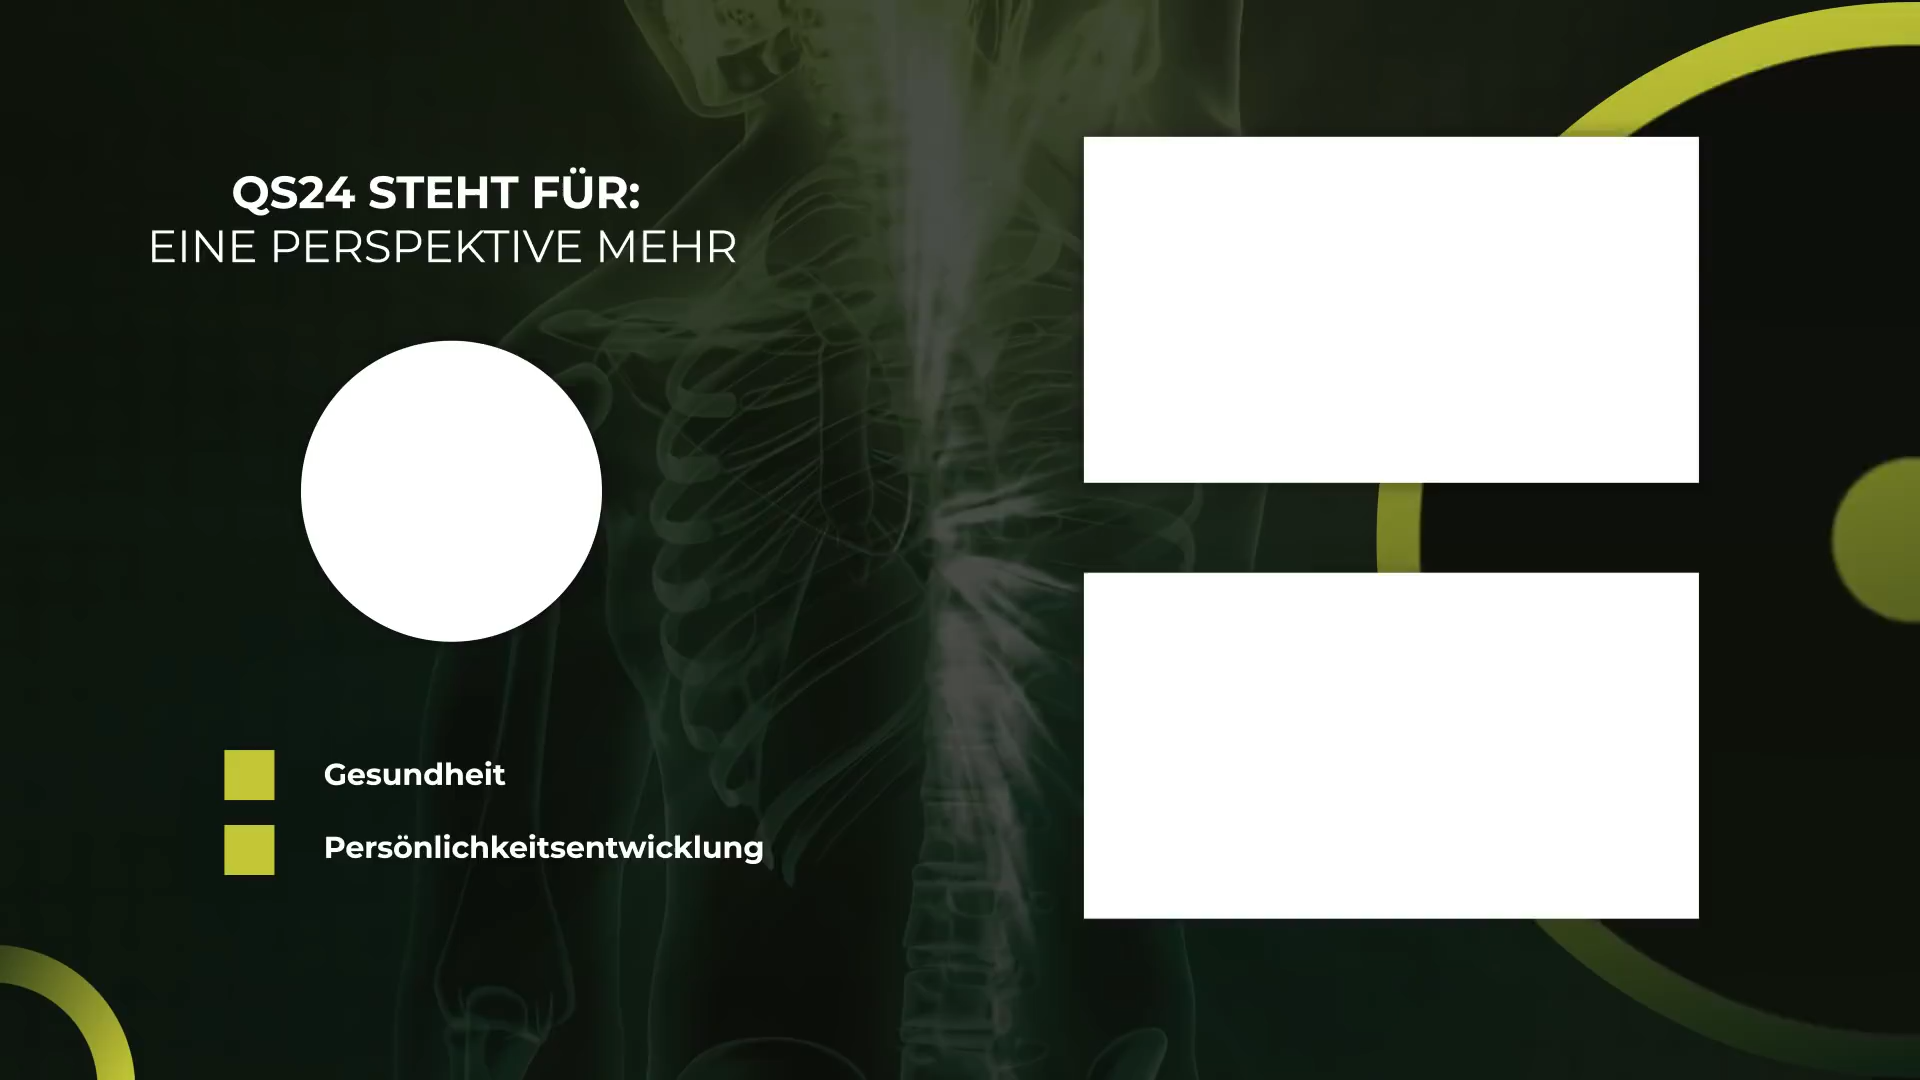 QS24 STEHT FÜR:
EINE PERSPEKTIVE MEHR
Gesundheit
Persönlichkeitsentwicklung